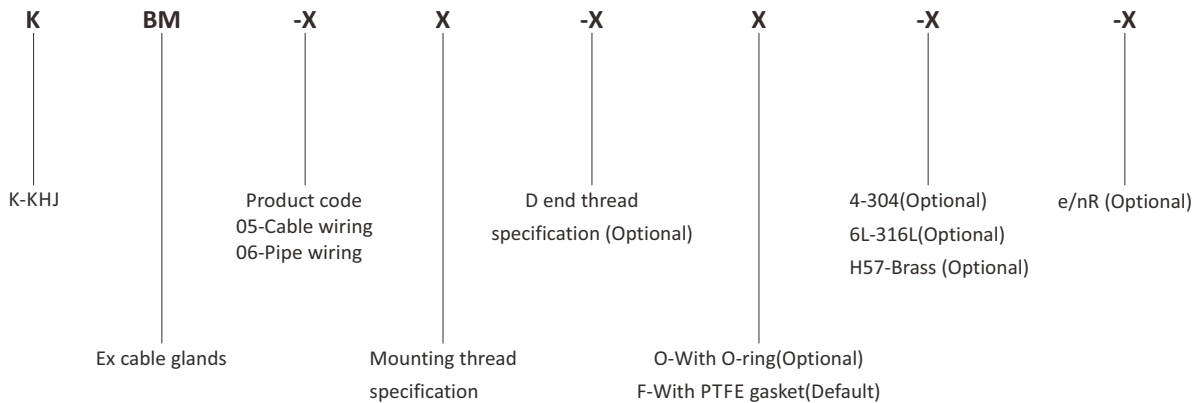 K BM -X X -X X -X -X
K-KHJ
Product code
05-Cable wiring
06-Pipe wiring
D end thread
specification (Optional)
4-304(Optional)
6L-316L(Optional)
H57-Brass (Optional)
e/nR (Optional)
Ex cable glands
Mounting thread
specification
O-With O-ring(Optional)
F-With PTFE gasket(Default)